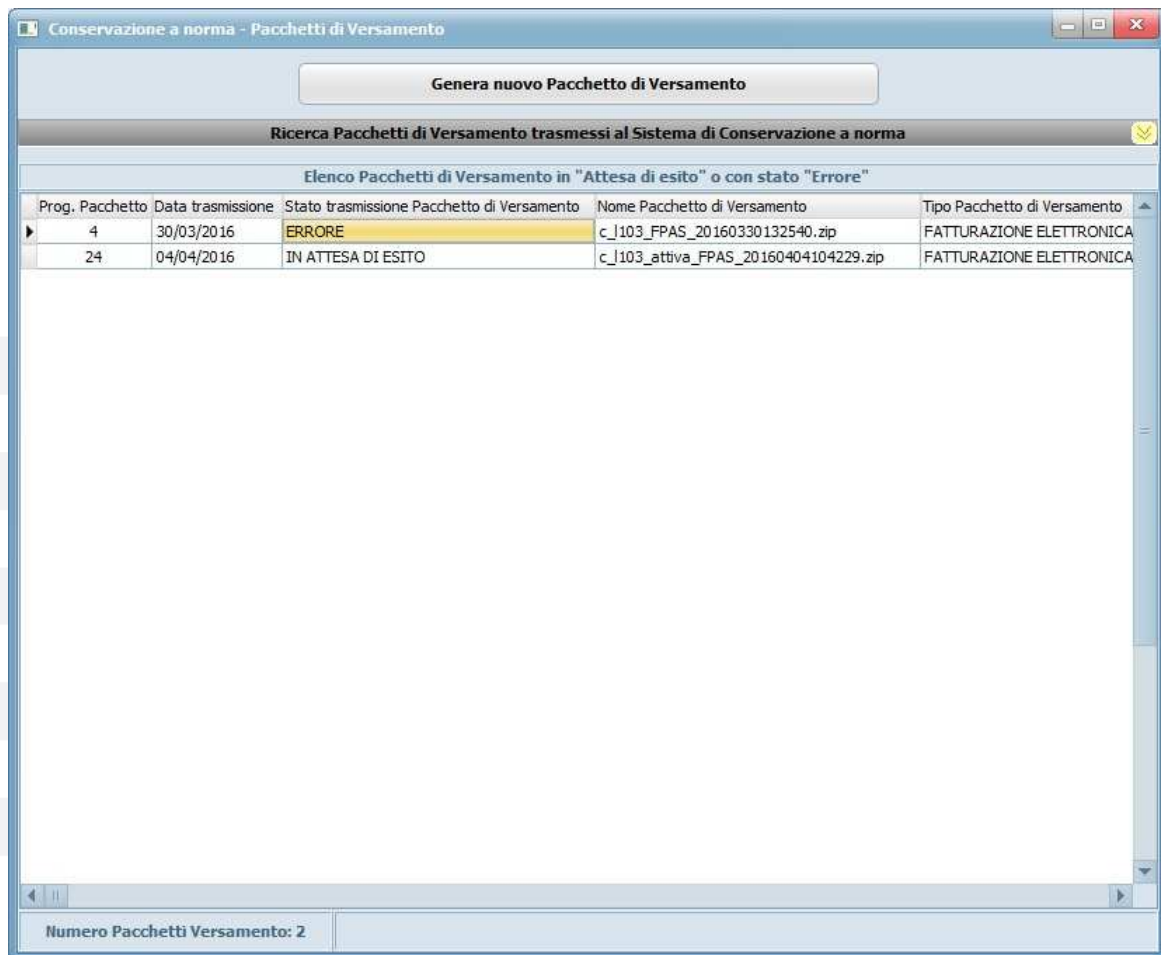 Conservazione a norma - Pacchetti di Versamento
Genera nuovo Pacchetto di Versamento
Ricerca Pacchetti di Versamento trasmessi al Sistema di Conservazione a norma
Elenco Pacchetti di Versamento in "Attesa di esito" o con stato "Errore"
Prog. Pacchetto Data trasmissione Stato trasmissione Pacchetto di Versamento Nome Pacchetto di Versamento Tipo Pacchetto di Versamento
4 30/03/2016 ERRORE c_l103_FPAS_20160330132540.zip FATTURAZIONE ELETTRONICA
24 04/04/2016 IN ATTESA DI ESITO c_l103_attiva_FPAS_20160404104229.zip FATTURAZIONE ELETTRONICA
Numero Pacchetti Versamento: 2